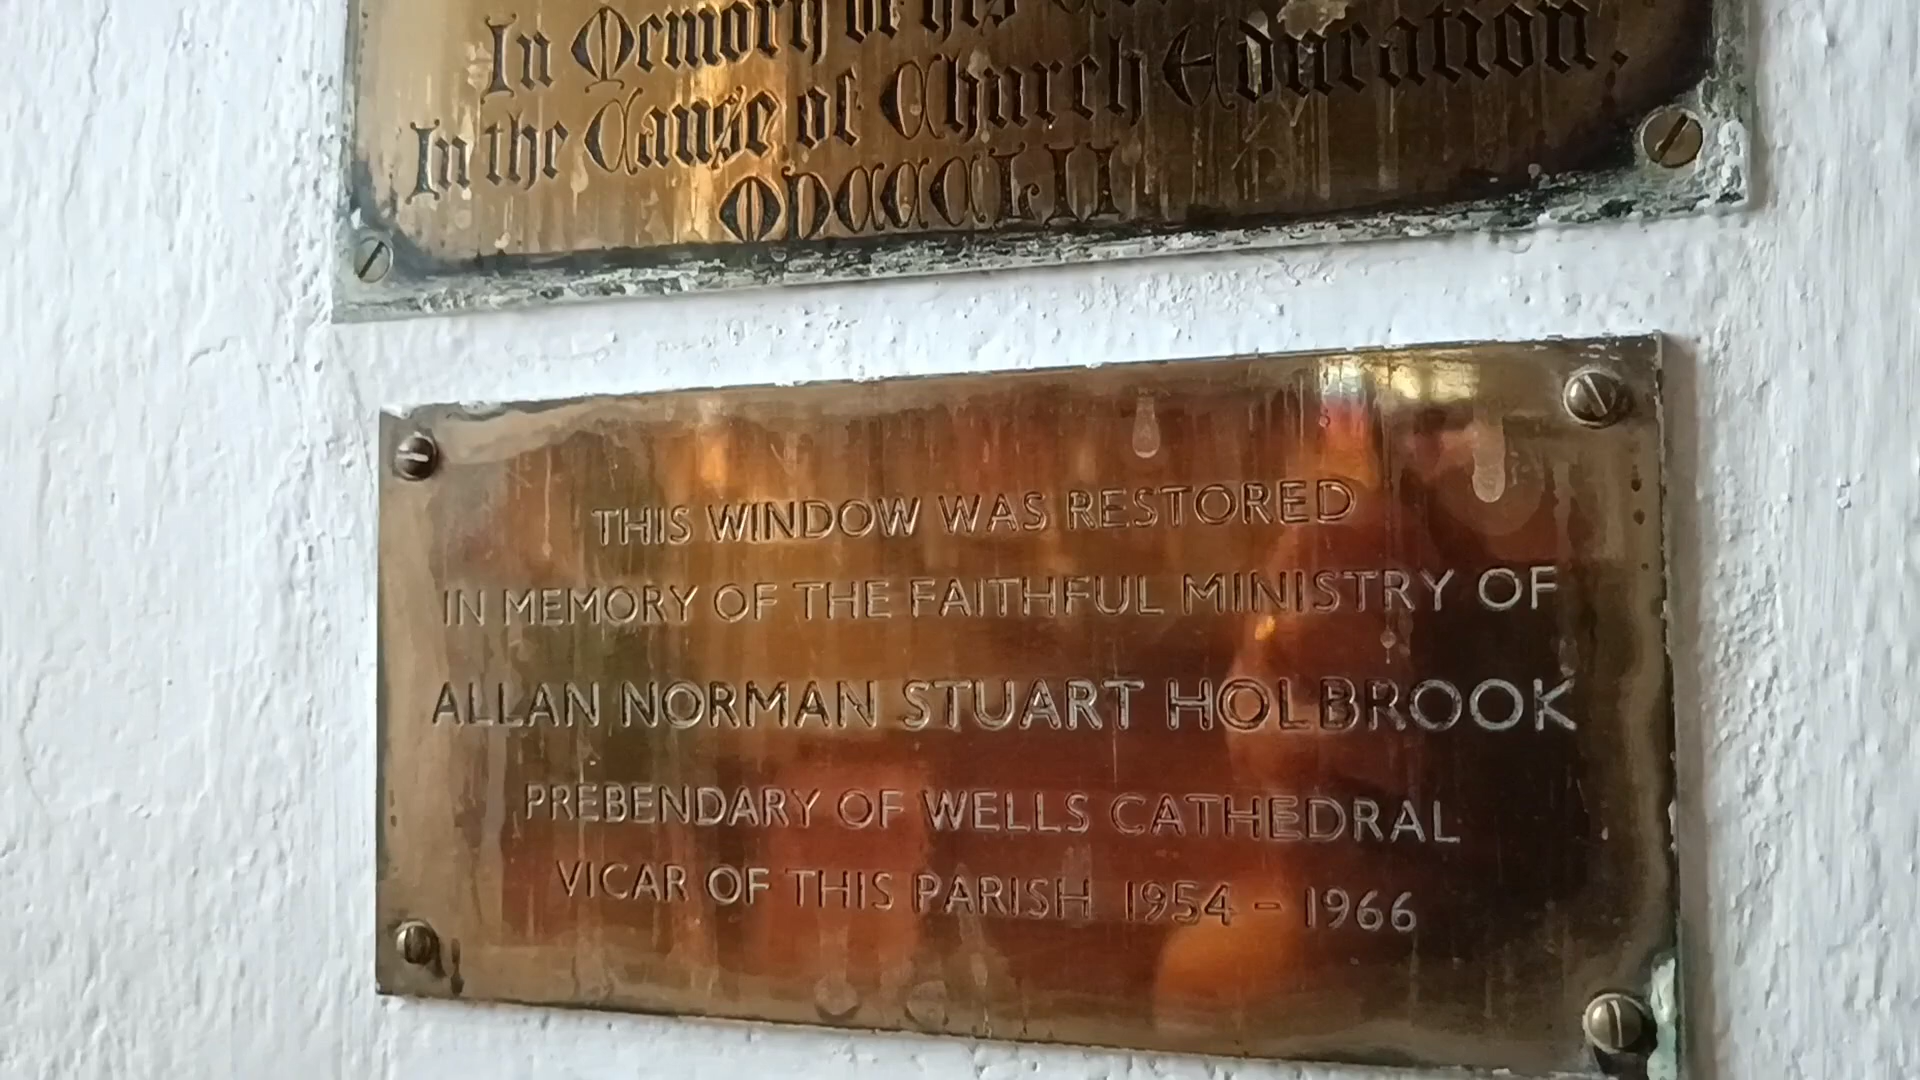 In Memory of his
In the Cause of Church Education,
MDCCCLII
THIS WINDOW WAS RESTORED
IN MEMORY OF THE FAITHFUL MINISTRY OF
ALLAN NORMAN STUART HOLBROOK
PREBENDARY OF WELLS CATHEDRAL
VICAR OF THIS PARISH 1954 - 1966